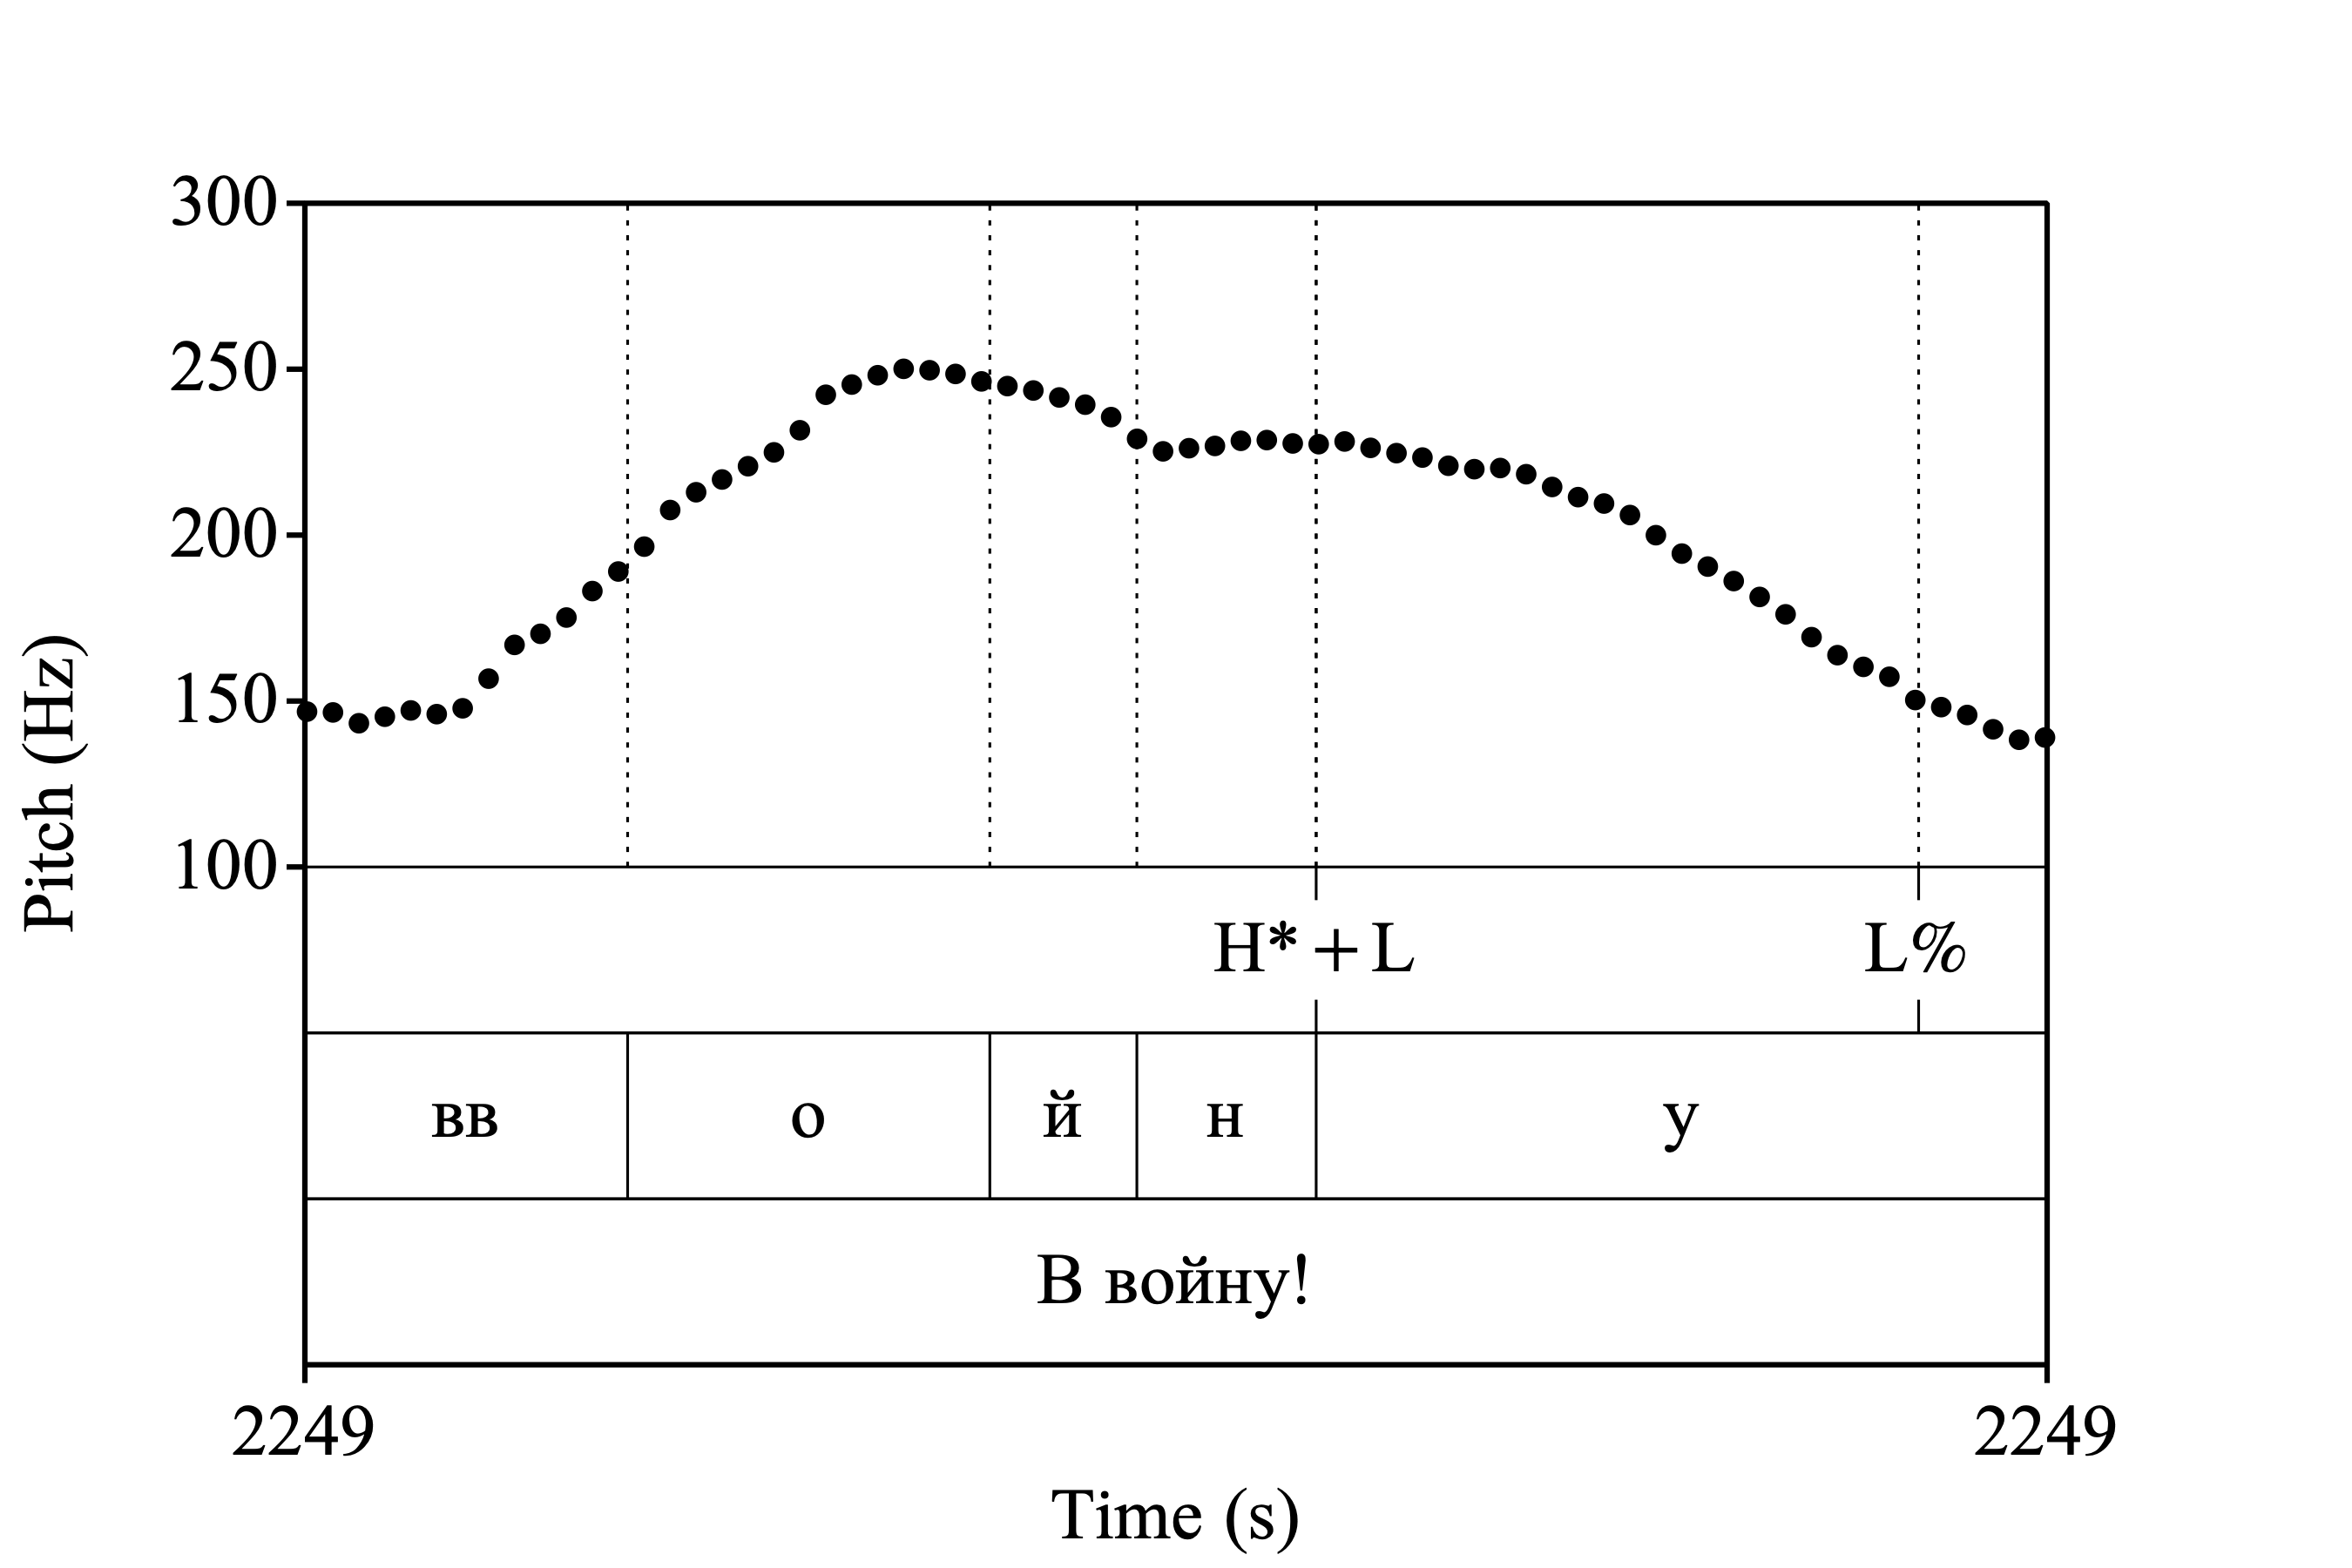 300
250
200
150
100
Pitch (Hz)
H*+L L%
вв о й н у
В войну!
2249 2249
Time (s)